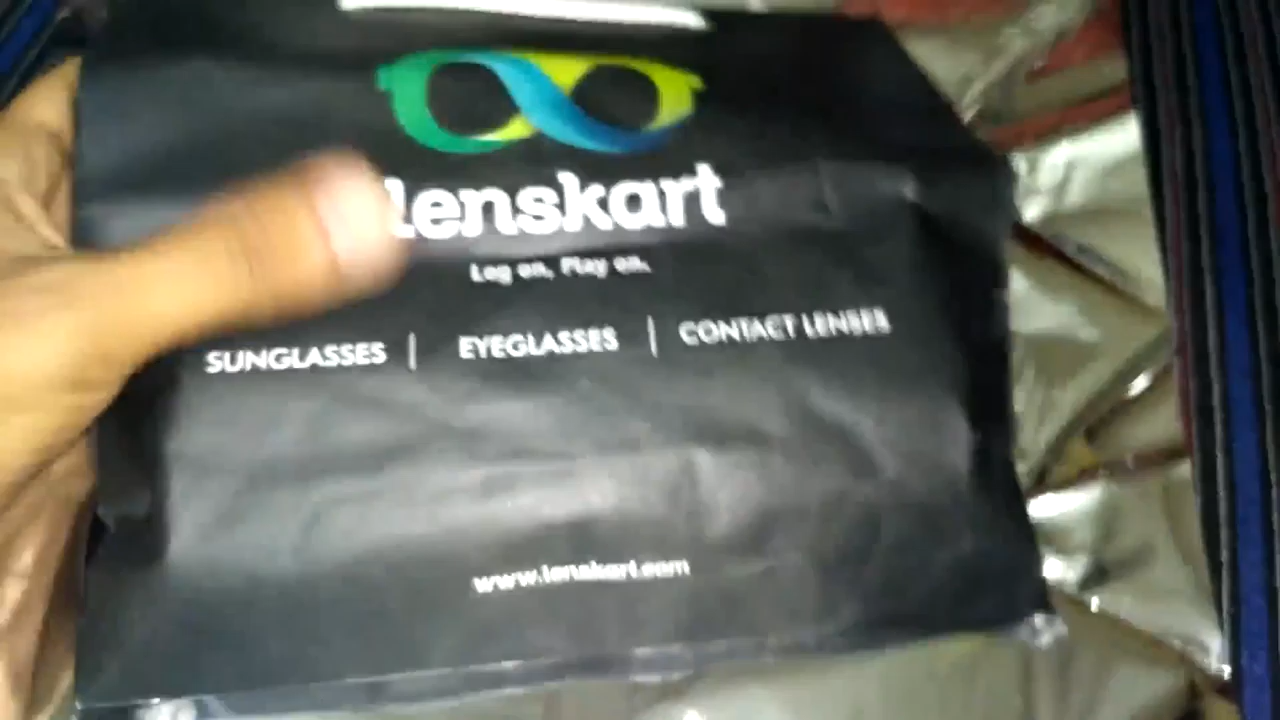 lenskart
Log on, Play on.
SUNGLASSES | EYEGLASSES | CONTACT LENSES
www.lenskart.com